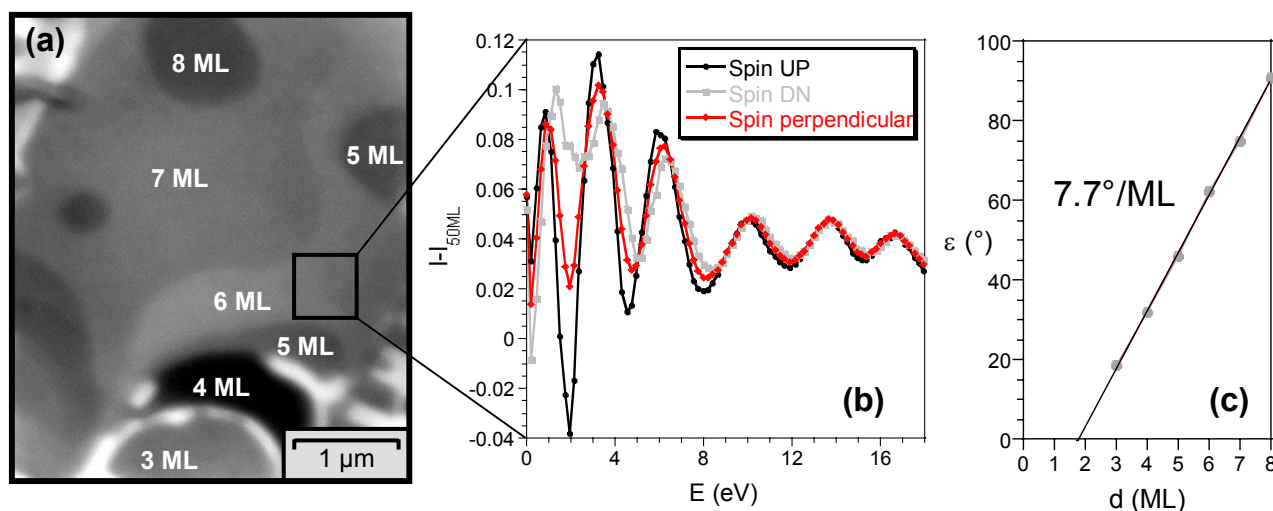 (a)
8 ML
5 ML
7 ML
6 ML
5 ML
4 ML
3 ML
1 µm
I-I50ML
0.12
0.1
0.08
0.06
0.04
0.02
0
-0.02
-0.04
Spin UP
Spin DN
Spin perpendicular
(b)
0 4 8 12 16
E (eV)
ε (°)
100
80
60
40
20
0
7.7°/ML
(c)
0 1 2 3 4 5 6 7 8
d (ML)